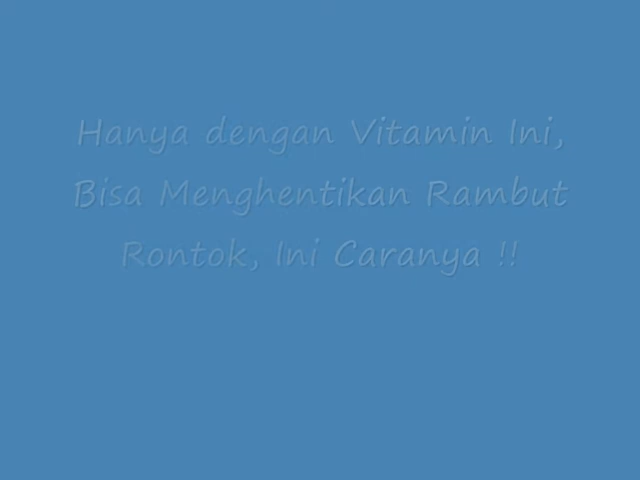 Hanya dengan Vitamin Ini,
Bisa Menghentikan Rambut
Rontok, Ini Caranya !!